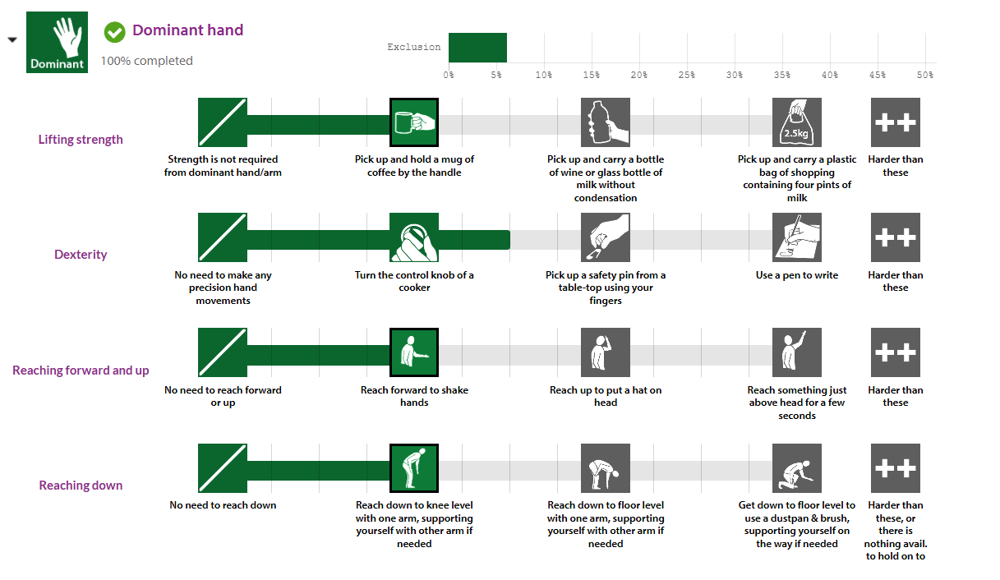 Dominant
Dominant hand
100% completed
Exclusion
0% 5% 10% 15% 20% 25% 30% 35% 40% 45% 50%
Lifting strength
Strength is not required
from dominant hand/arm
Pick up and hold a mug of
coffee by the handle
Pick up and carry a bottle
of wine or glass bottle of
milk without
condensation
2.5kg
Pick up and carry a plastic
bag of shopping
containing four pints of
milk
++
Harder than
these
Dexterity
No need to make any
precision hand
movements
Turn the control knob of a
cooker
Pick up a safety pin from a
table-top using your
fingers
Use a pen to write
++
Harder than
these
Reaching forward and up
No need to reach forward
or up
Reach forward to shake
hands
Reach up to put a hat on
head
Reach something just
above head for a few
seconds
++
Harder than
these
Reaching down
No need to reach down
Reach down to knee level
with one arm, supporting
yourself with other arm if
needed
Reach down to floor level
with one arm, supporting
yourself with other arm if
needed
Get down to floor level to
use a dustpan & brush,
supporting yourself on
the way if needed
++
Harder than
these, or
there is
nothing avail.
to hold on to